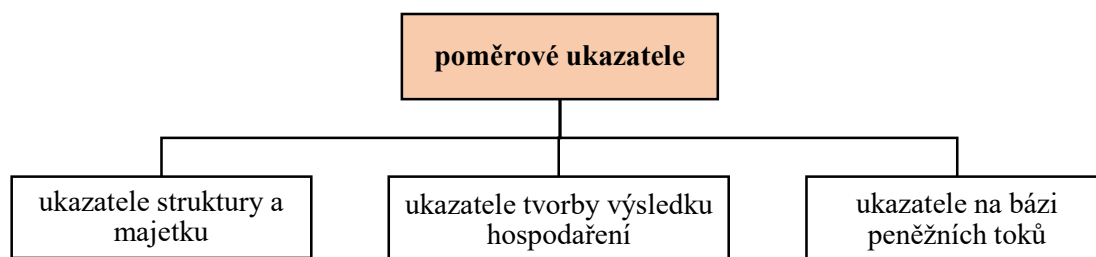 poměrové ukazatele
ukazatele struktury a
majetku
ukazatele tvorby výsledku
hospodaření
ukazatele na bázi
peněžních toků